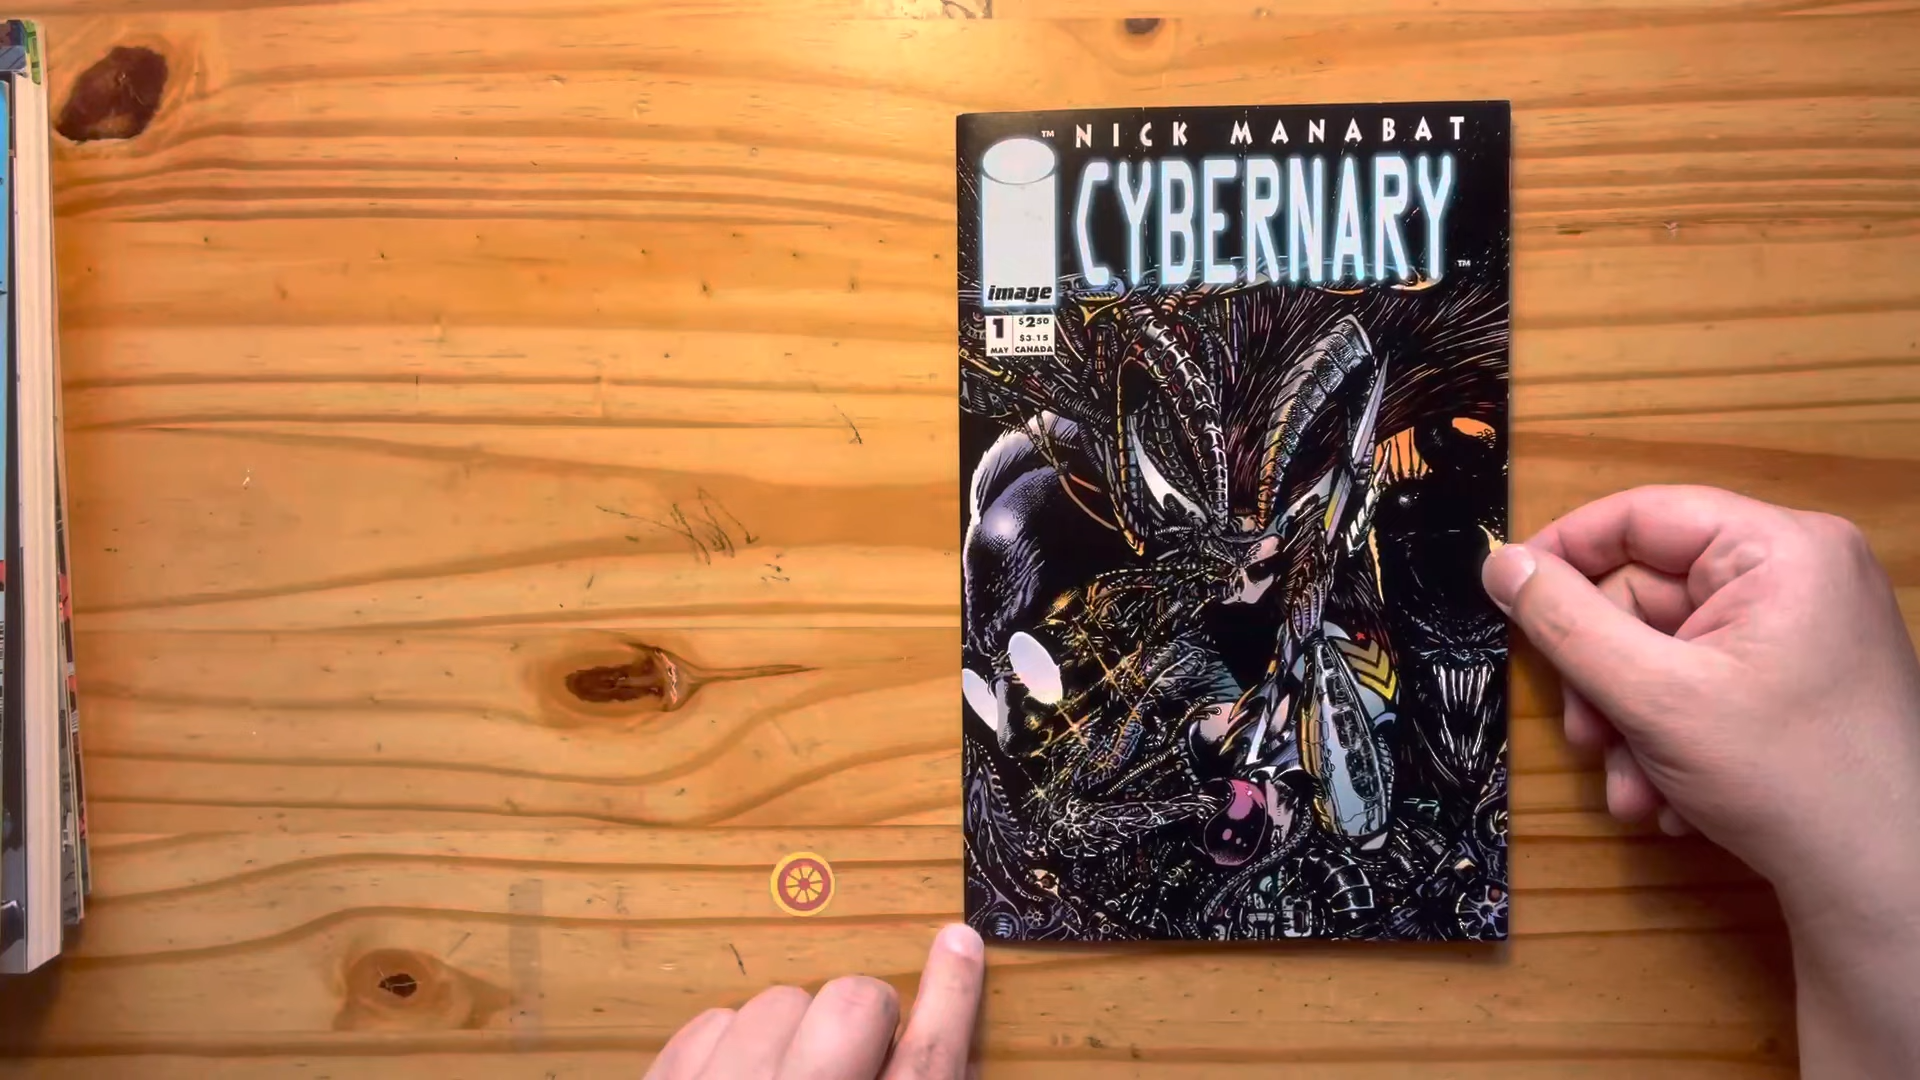 ™ NICK MANABAT
CYBERNARY ™
image
1 $2.50
$3.15
MAY CANADA